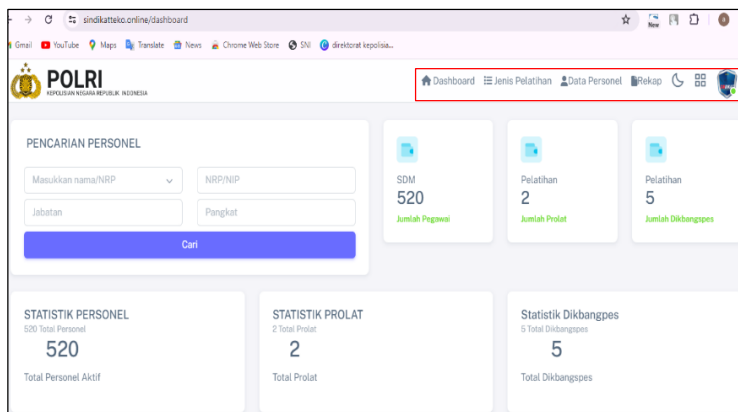 sindikatteko.online/dashboard
New
Gmail YouTube Maps Translate News Chrome Web Store SNI direktorat kepolisia...
POLRI
KEPOLISIAN NEGARA REPUBLIK INDONESIA
Dashboard Jenis Pelatihan Data Personel Rekap
PENCARIAN PERSONEL
Masukkan nama/NRP NRP/NIP
Jabatan Pangkat
Cari
SDM
520
Jumlah Pegawai
Pelatihan
2
Jumlah Prolat
Pelatihan
5
Jumlah Dikbangspes
STATISTIK PERSONEL
520 Total Personel
520
Total Personel Aktif
STATISTIK PROLAT
2 Total Prolat
2
Total Prolat
Statistik Dikbangpes
5 Total Dikbangspes
5
Total Dikbangspes